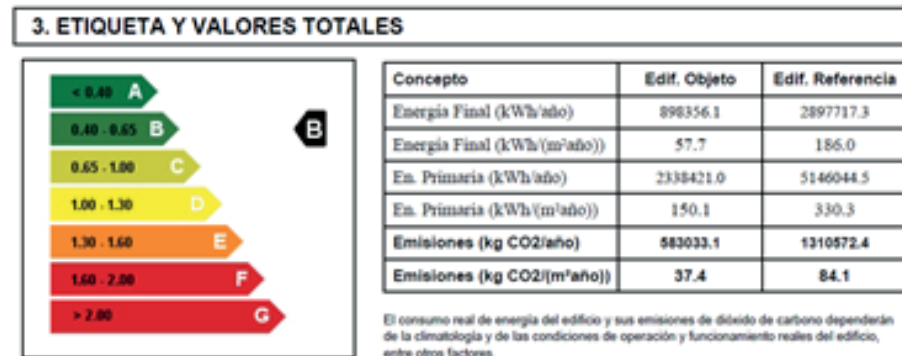 3. ETIQUETA Y VALORES TOTALES
< 0.40 A
0.40 - 0.65 B
B
0.65 - 1.00 C
1.00 - 1.30 D
1.30 - 1.60 E
1.60 - 2.00 F
> 2.00 G
Concepto Edif. Objeto Edif. Referencia
Energía Final (kWh/año) 898356.1 2897717.3
Energía Final (kWh/(m²año)) 57.7 186.0
En. Primaria (kWh/año) 2338421.0 5146044.5
En. Primaria (kWh/(m²año)) 150.1 330.3
Emisiones (kg CO2/año) 583033.1 1310572.4
Emisiones (kg CO2/(m²año)) 37.4 84.1
El consumo real de energía del edificio y sus emisiones de dióxido de carbono dependerán
de la climatología y de las condiciones de operación y funcionamiento reales del edificio,
entre otros factores